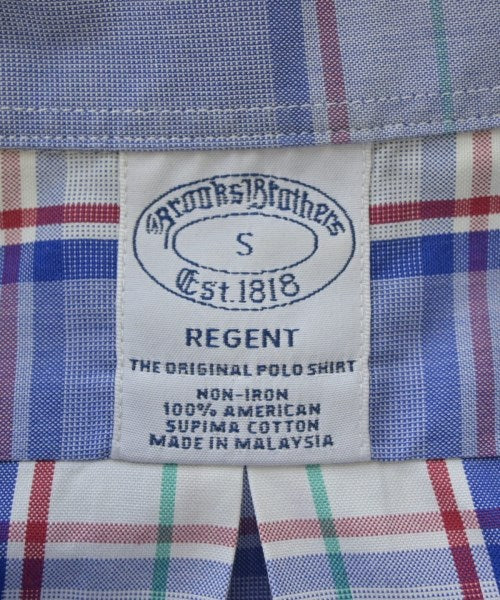 Brooks Brothers
S
Est. 1818
REGENT
THE ORIGINAL POLO SHIRT
NON-IRON
100% AMERICAN
SUPIMA COTTON
MADE IN MALAYSIA